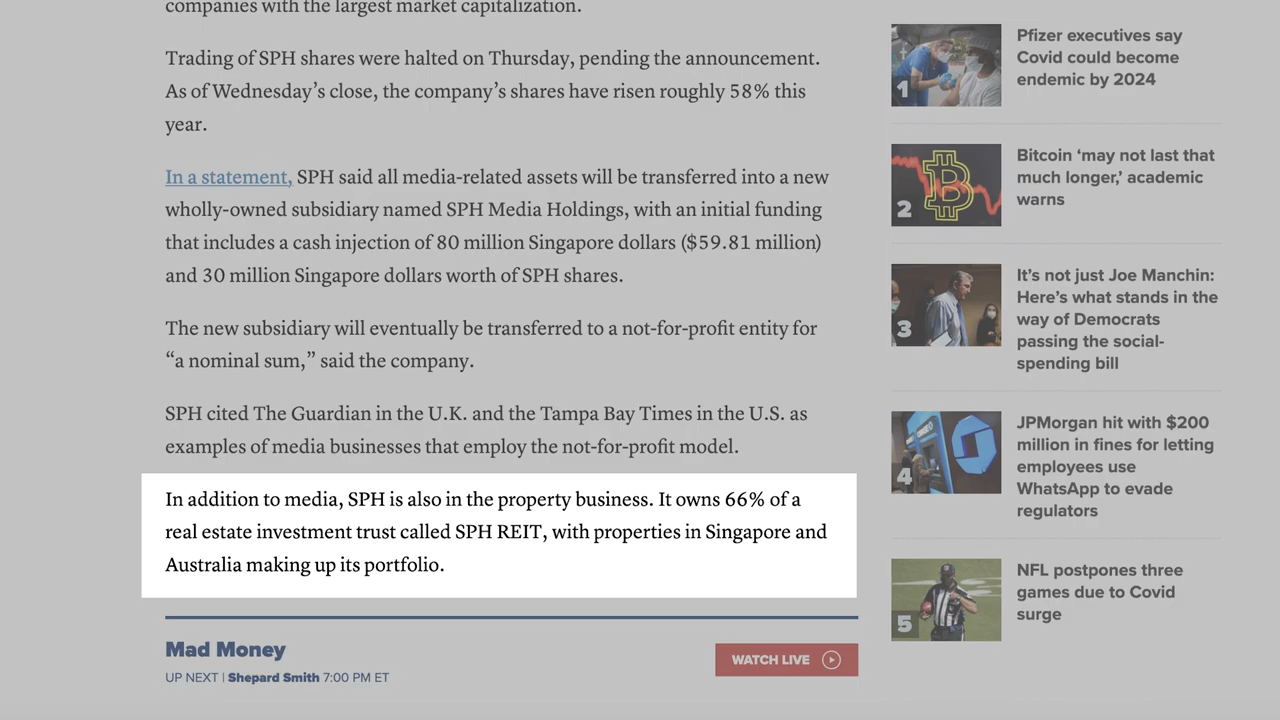 companies with the largest market capitalization.
Trading of SPH shares were halted on Thursday, pending the announcement.
As of Wednesday’s close, the company’s shares have risen roughly 58% this
year.
In a statement, SPH said all media-related assets will be transferred into a new
wholly-owned subsidiary named SPH Media Holdings, with an initial funding
that includes a cash injection of 80 million Singapore dollars ($59.81 million)
and 30 million Singapore dollars worth of SPH shares.
The new subsidiary will eventually be transferred to a not-for-profit entity for
“a nominal sum,” said the company.
SPH cited The Guardian in the U.K. and the Tampa Bay Times in the U.S. as
examples of media businesses that employ the not-for-profit model.
In addition to media, SPH is also in the property business. It owns 66% of a
real estate investment trust called SPH REIT, with properties in Singapore and
Australia making up its portfolio.
Mad Money
UP NEXT | Shepard Smith 7:00 PM ET
WATCH LIVE
1
Pfizer executives say
Covid could become
endemic by 2024
2
Bitcoin ‘may not last that
much longer,’ academic
warns
3
It’s not just Joe Manchin:
Here’s what stands in the
way of Democrats
passing the social-
spending bill
4
JPMorgan hit with $200
million in fines for letting
employees use
WhatsApp to evade
regulators
5
NFL postpones three
games due to Covid
surge